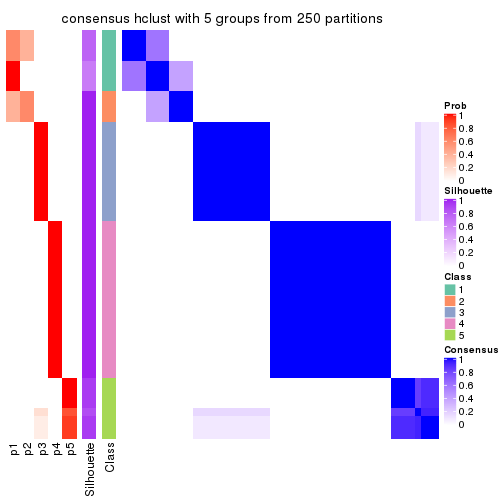 consensus hclust with 5 groups from 250 partitions
Prob
1
0.8
0.6
0.4
0.2
0
Silhouette
1
0.8
0.6
0.4
0.2
0
Class
1
2
3
4
5
Consensus
1
0.8
0.6
0.4
0.2
0
p1
p2
p3
p4
p5
Silhouette
Class